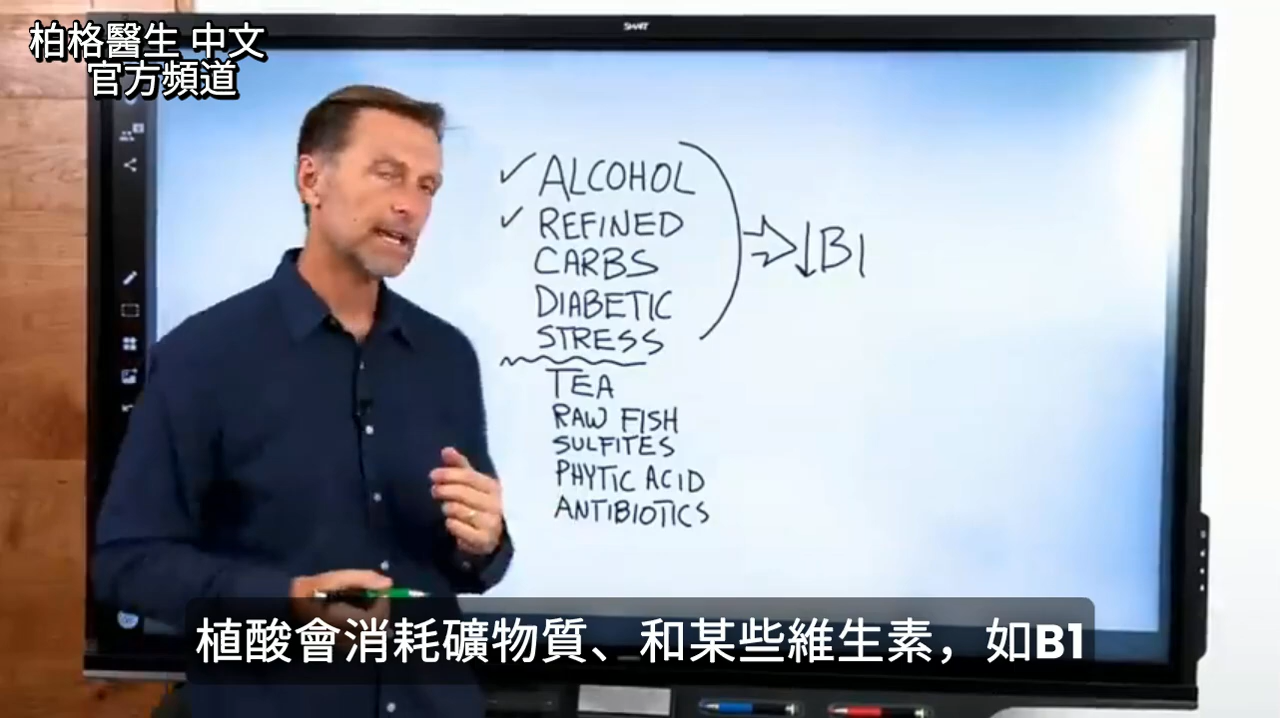 柏格醫生 中文
官方頻道
SMART
✓ ALCOHOL
✓ REFINED
CARBS
DIABETIC
STRESS
↓B1
TEA
RAW FISH
SULFITES
PHYTIC ACID
ANTIBIOTICS
植酸會消耗礦物質、和某些維生素，如B1